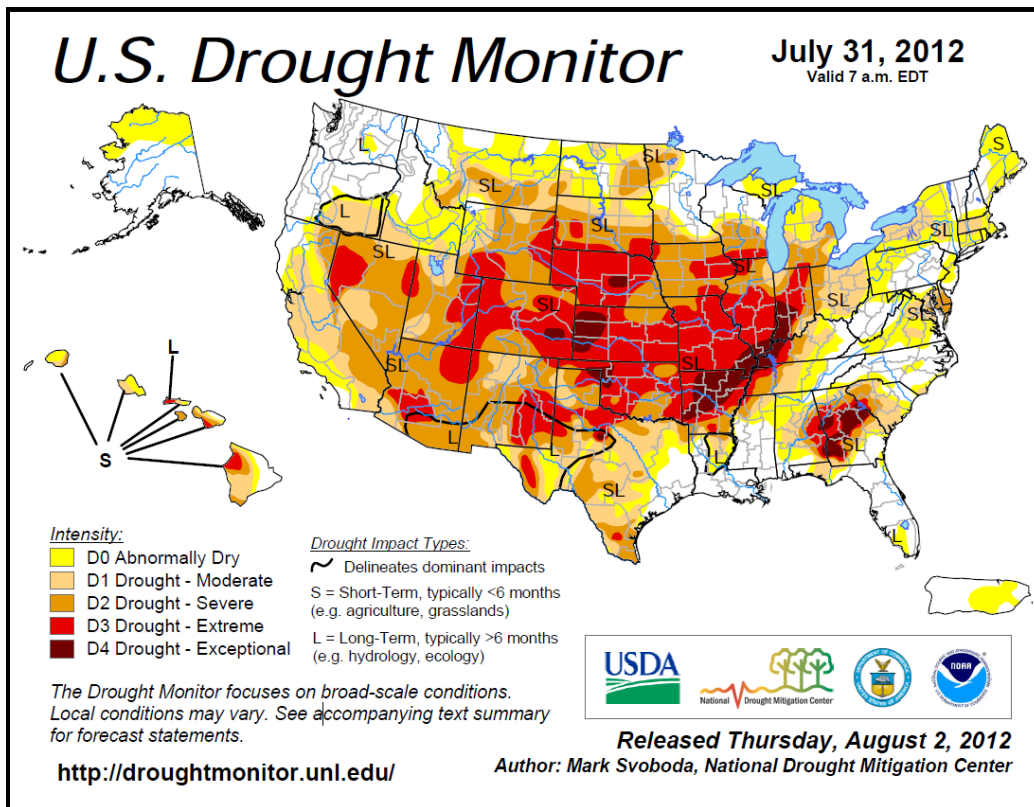 U.S. Drought Monitor
July 31, 2012
Valid 7 a.m. EDT
L
S
SL
SL
SL
L
SL
SL
SL
SL
SL
SL
SL
SL
SL
SL
L
L
L
SL
SL
L
L
S
Intensity:
D0 Abnormally Dry
D1 Drought - Moderate
D2 Drought - Severe
D3 Drought - Extreme
D4 Drought - Exceptional
Drought Impact Types:
Delineates dominant impacts
S = Short-Term, typically <6 months
(e.g. agriculture, grasslands)
L = Long-Term, typically >6 months
(e.g. hydrology, ecology)
USDA
National Drought Mitigation Center
NOAA
The Drought Monitor focuses on broad-scale conditions.
Local conditions may vary. See accompanying text summary
for forecast statements.
http://droughtmonitor.unl.edu/
Released Thursday, August 2, 2012
Author: Mark Svoboda, National Drought Mitigation Center